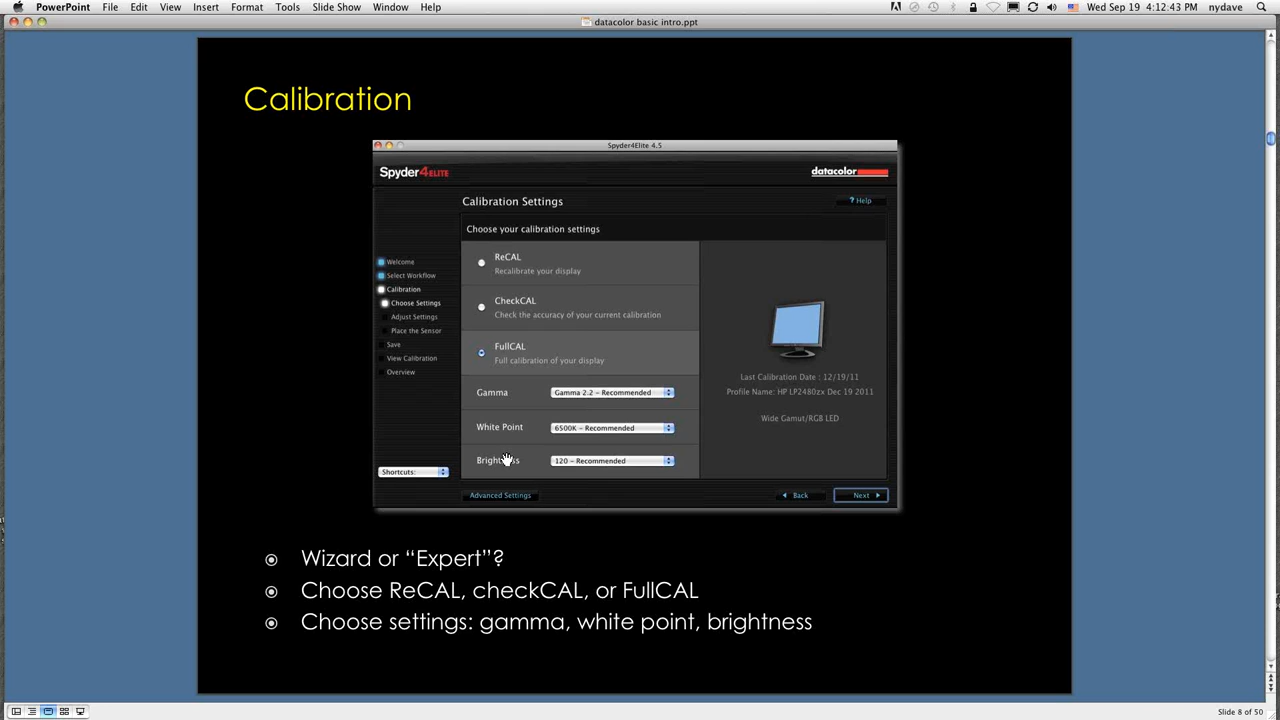 PowerPoint File Edit View Insert Format Tools Slide Show Window Help Wed Sep 19 4:12:43 PM nydave
datacolor basic intro.ppt
Calibration
Spyder4Elite 4.5
Spyder4ELITE datacolor
Calibration Settings ? Help
Choose your calibration settings
Welcome
Select Workflow
Calibration
Choose Settings
Adjust Settings
Place the Sensor
Save
View Calibration
Overview
Shortcuts:
ReCAL
Recalibrate your display
CheckCAL
Check the accuracy of your current calibration
FullCAL
Full calibration of your display
Gamma Gamma 2.2 - Recommended
White Point 6500K - Recommended
Brightness 120 - Recommended
Last Calibration Date : 12/19/11
Profile Name: HP LP2480zx Dec 19 2011
Wide Gamut/RGB LED
Advanced Settings Back Next
Wizard or “Expert”?
Choose ReCAL, checkCAL, or FullCAL
Choose settings: gamma, white point, brightness
Slide 8 of 50